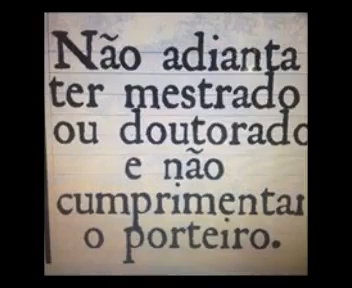 Não adianta
ter mestrado
ou doutorado
e não
cumprimentar
o porteiro.